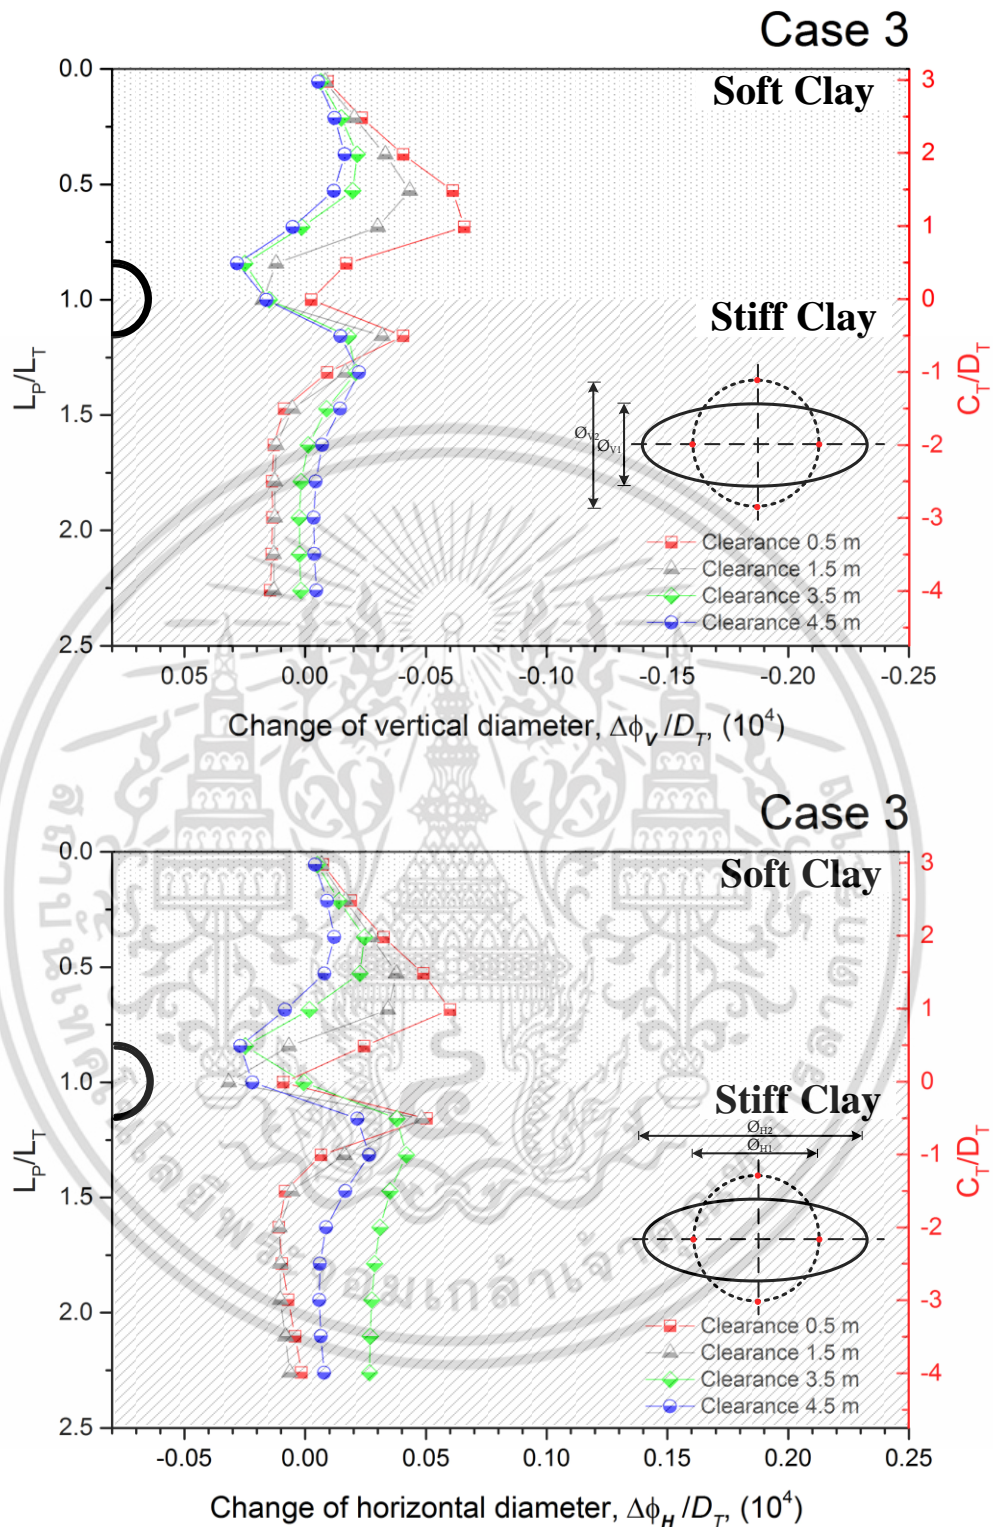 Case 3
0.0
0.5
1.0
1.5
2.0
2.5
L_P/L_T
Soft Clay
Stiff Clay
Ø_V2
Ø_V1
Clearance 0.5 m
Clearance 1.5 m
Clearance 3.5 m
Clearance 4.5 m
3
2
1
0
-1
-2
-3
-4
C_T/D_T
0.05 0.00 -0.05 -0.10 -0.15 -0.20 -0.25
Change of vertical diameter, Δϕ_V /D_T, (10⁴)
Case 3
0.0
0.5
1.0
1.5
2.0
2.5
L_P/L_T
Soft Clay
Stiff Clay
Ø_H2
Ø_H1
Clearance 0.5 m
Clearance 1.5 m
Clearance 3.5 m
Clearance 4.5 m
3
2
1
0
-1
-2
-3
-4
C_T/D_T
-0.05 0.00 0.05 0.10 0.15 0.20 0.25
Change of horizontal diameter, Δϕ_H /D_T, (10⁴)